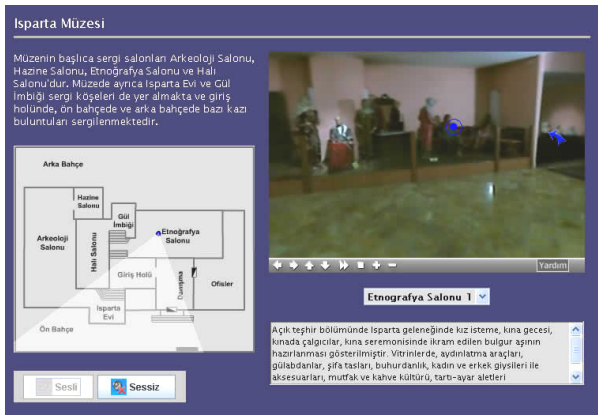 Isparta Müzesi
Müzenin başlıca sergi salonları Arkeoloji Salonu,
Hazine Salonu, Etnoğrafya Salonu ve Halı
Salonu'dur. Müzede ayrıca Isparta Evi ve Gül
İmbiği sergi köşeleri de yer almakta ve giriş
holünde, ön bahçede ve arka bahçede bazı kazı
buluntuları sergilenmektedir.
Arka Bahçe
Hazine
Salonu
Gül
İmbiği
Arkeoloji
Salonu
Halı Salonu
Etnoğrafya
Salonu
Giriş Holü
Danışma
Ofisler
Isparta
Evi
Ön Bahçe
Sesli
Sessiz
Yardım
Etnografya Salonu 1
Açık teşhir bölümünde Isparta geleneğinde kız isteme, kına gecesi,
kınada çalgıcılar, kına seremonisinde ikram edilen bulgur aşının
hazırlanması gösterilmiştir. Vitrinlerde, aydınlatma araçları,
gülabdanlar, şifa tasları, buhurdanlık, kadın ve erkek giysileri ile
aksesuarları, mutfak ve kahve kültürü, tartı-ayar aletleri